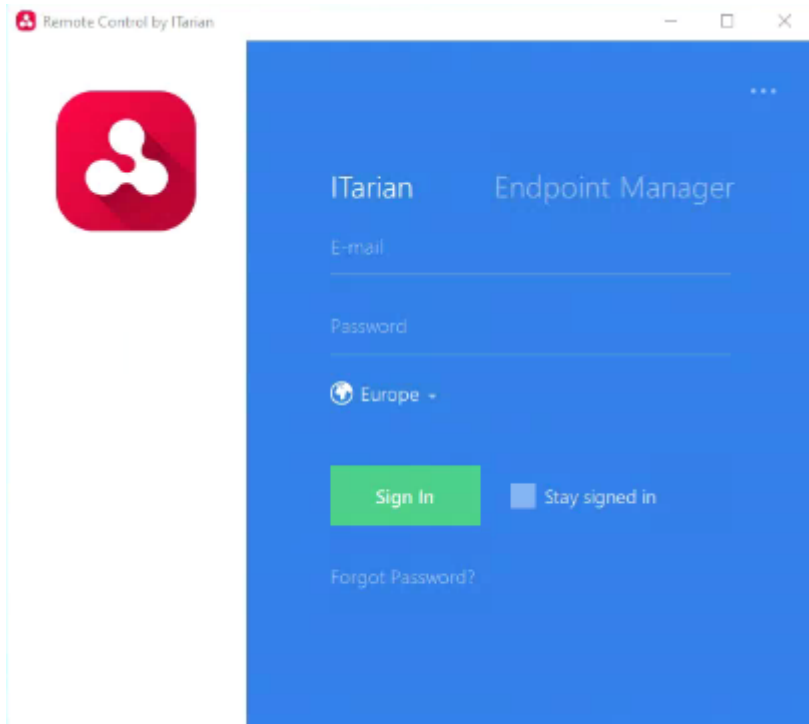 Remote Control by ITarian
ITarian Endpoint Manager
E-mail
Password
Europe
Sign In Stay signed in
Forgot Password?